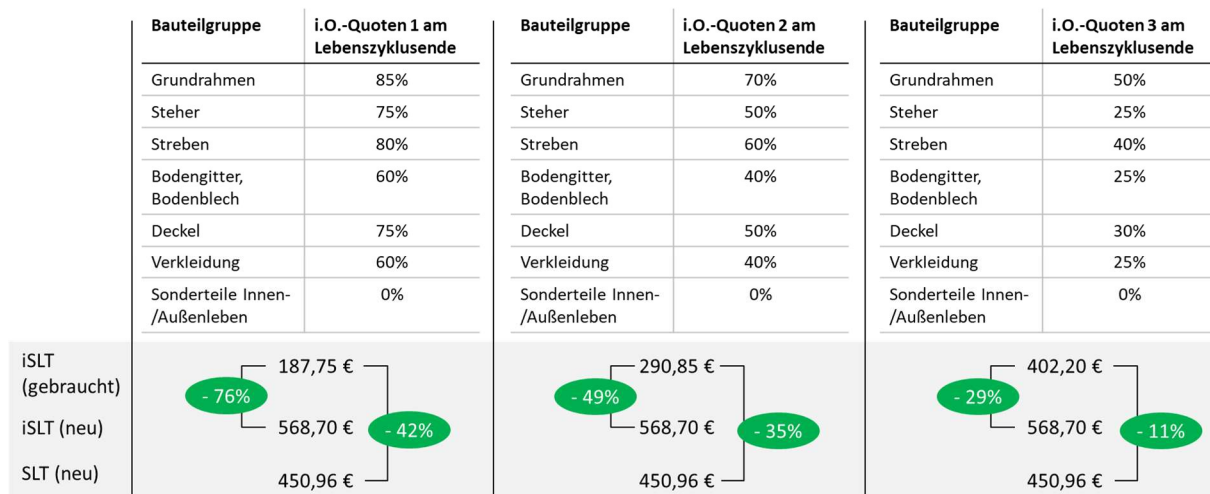 Bauteilgruppe
i.O.-Quoten 1 am
Lebenszyklusende
Grundrahmen 85%
Steher 75%
Streben 80%
Bodengitter, 60%
Bodenblech
Deckel 75%
Verkleidung 60%
Sonderteile Innen- 0%
/Außenleben
Bauteilgruppe
i.O.-Quoten 2 am
Lebenszyklusende
Grundrahmen 70%
Steher 50%
Streben 60%
Bodengitter, 40%
Bodenblech
Deckel 50%
Verkleidung 40%
Sonderteile Innen- 0%
/Außenleben
Bauteilgruppe
i.O.-Quoten 3 am
Lebenszyklusende
Grundrahmen 50%
Steher 25%
Streben 40%
Bodengitter, 25%
Bodenblech
Deckel 30%
Verkleidung 25%
Sonderteile Innen- 0%
/Außenleben
iSLT
(gebraucht)
187,75 € 290,85 € 402,20 €
- 76% - 49% - 29%
iSLT (neu) 568,70 € - 42% 568,70 € - 35% 568,70 € - 11%
SLT (neu) 450,96 € 450,96 € 450,96 €